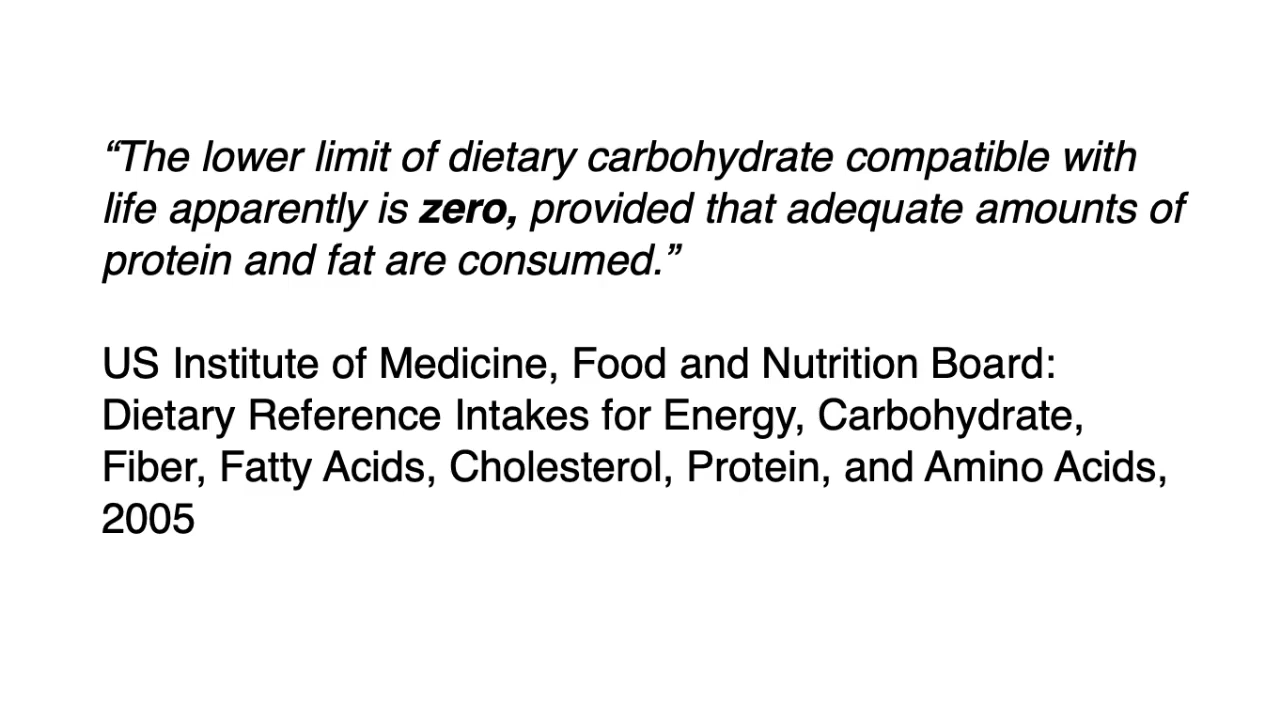 “The lower limit of dietary carbohydrate compatible with
life apparently is zero, provided that adequate amounts of
protein and fat are consumed.”
US Institute of Medicine, Food and Nutrition Board:
Dietary Reference Intakes for Energy, Carbohydrate,
Fiber, Fatty Acids, Cholesterol, Protein, and Amino Acids,
2005